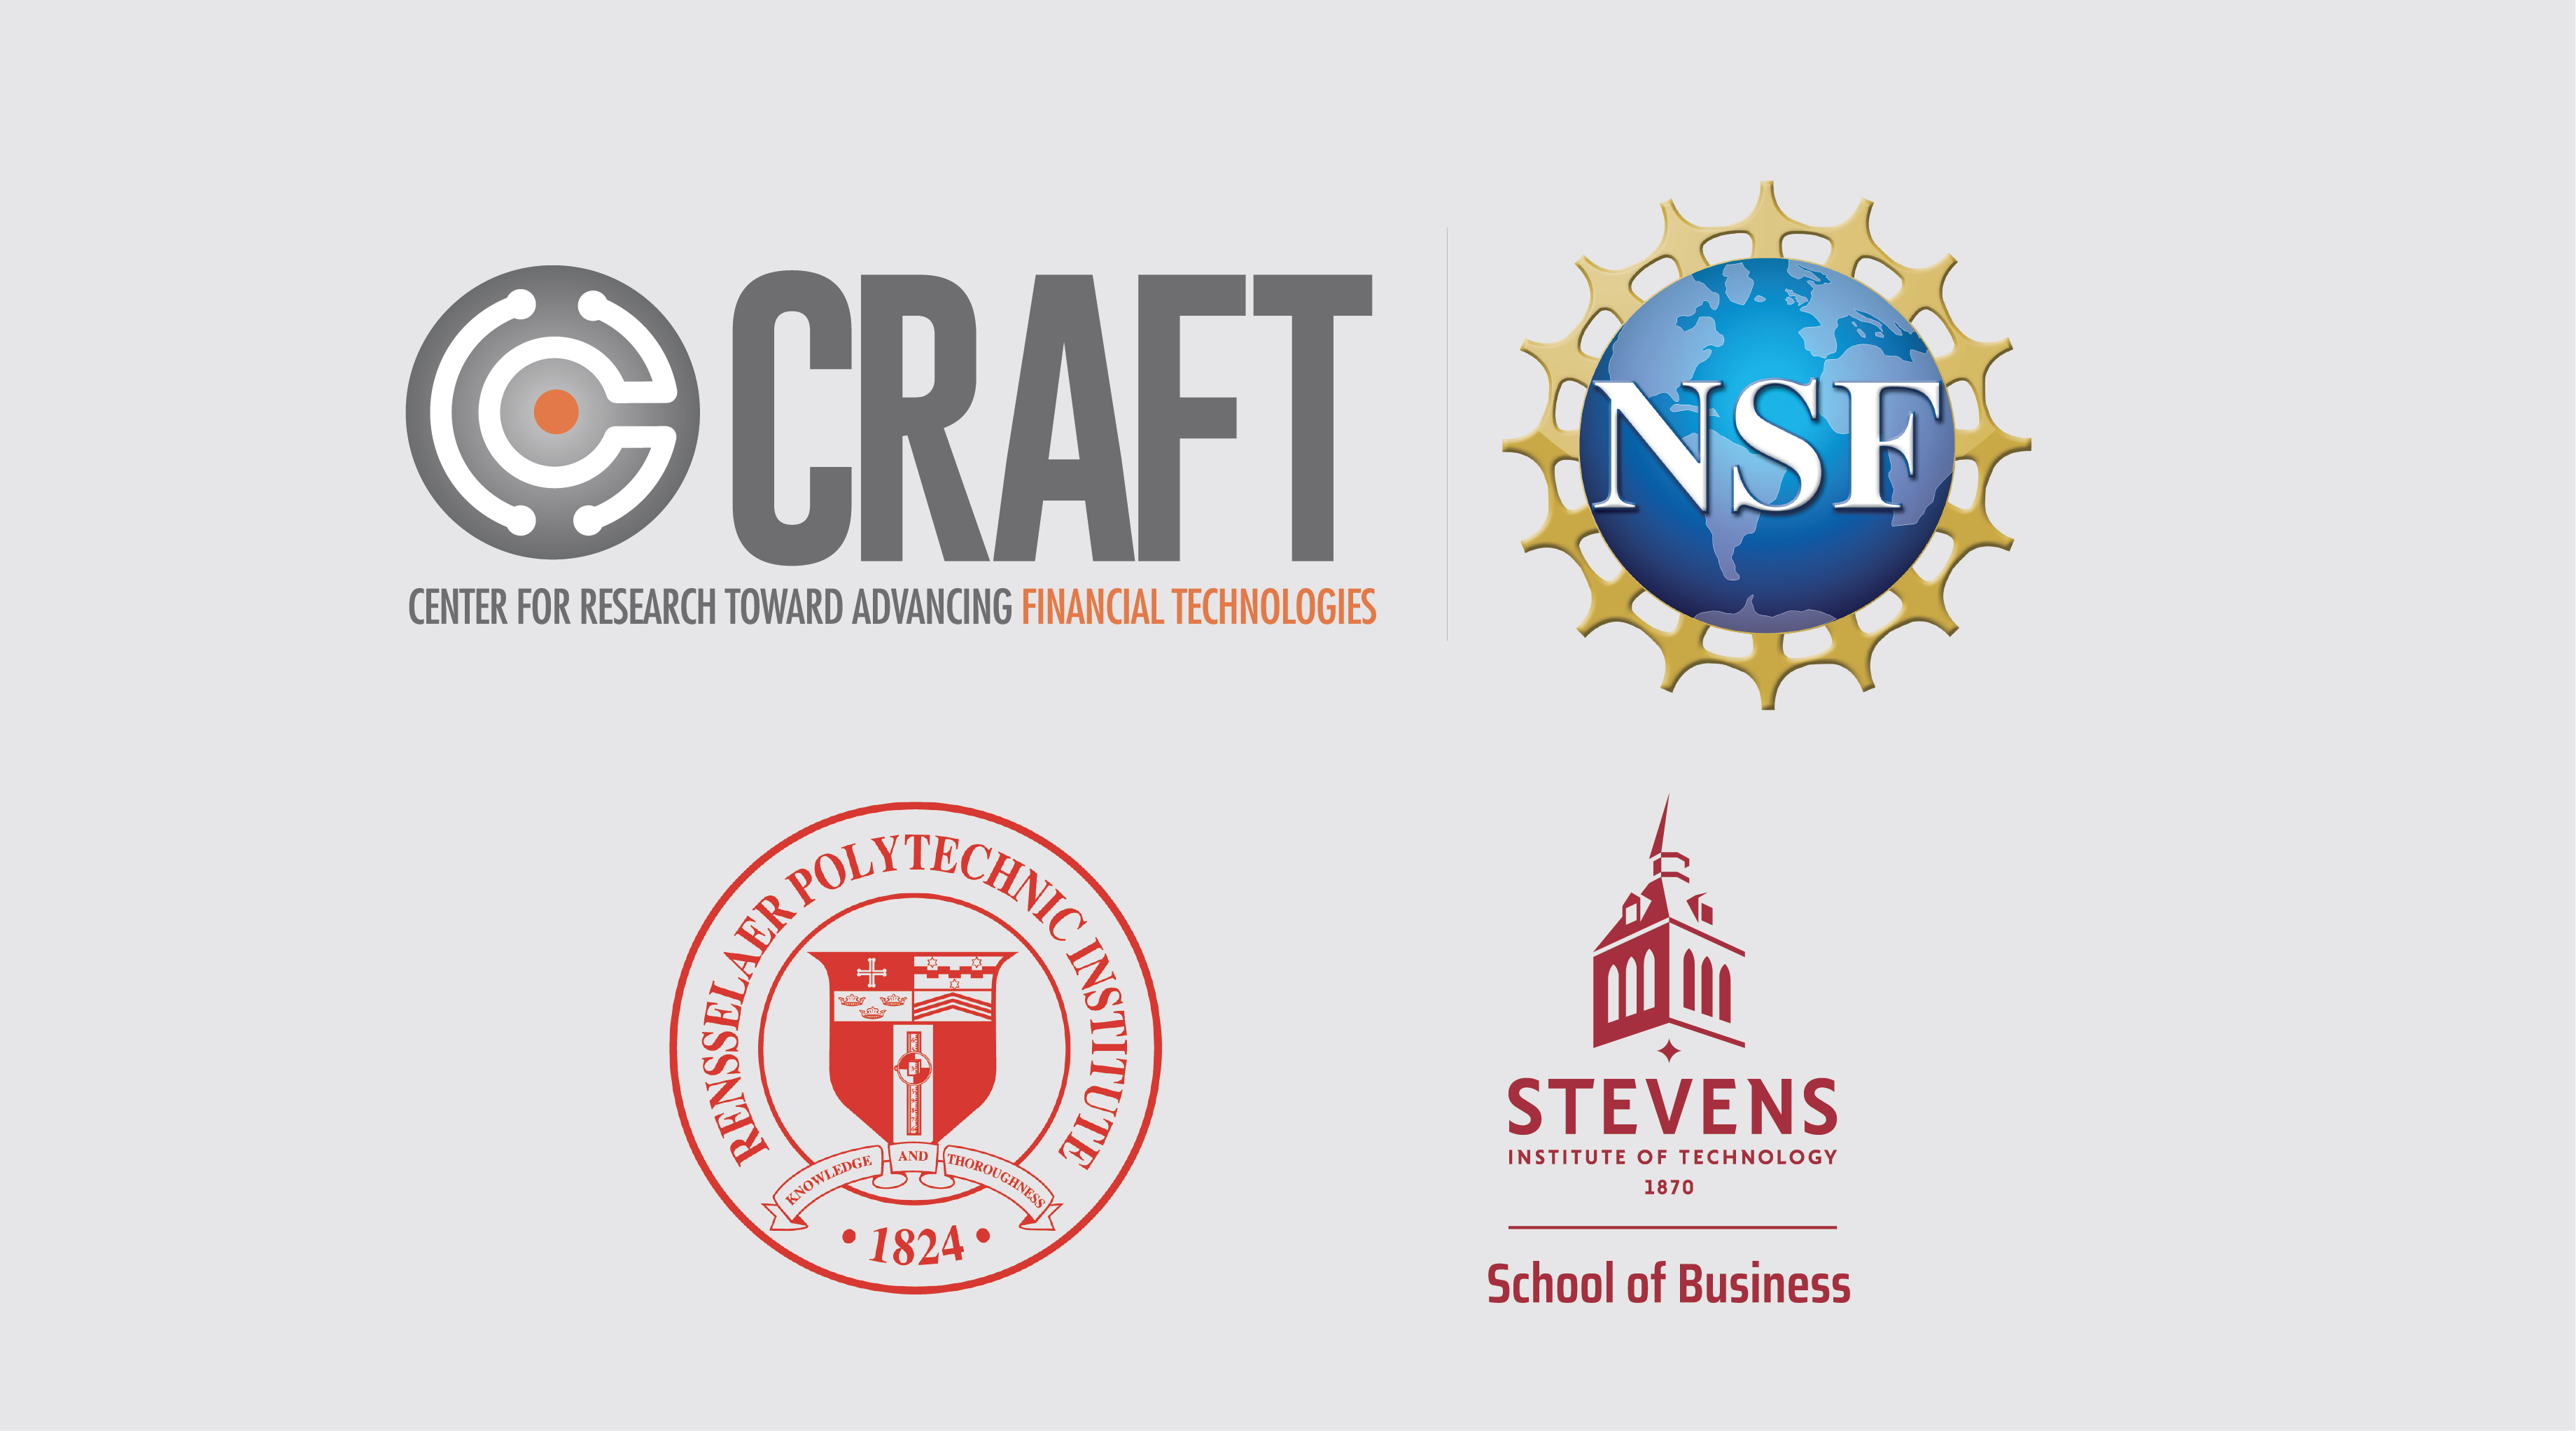 CRAFT
CENTER FOR RESEARCH TOWARD ADVANCING FINANCIAL TECHNOLOGIES
NSF
RENSSELAER POLYTECHNIC INSTITUTE
KNOWLEDGE AND THOROUGHNESS
• 1824 •
STEVENS
INSTITUTE OF TECHNOLOGY
1870
School of Business